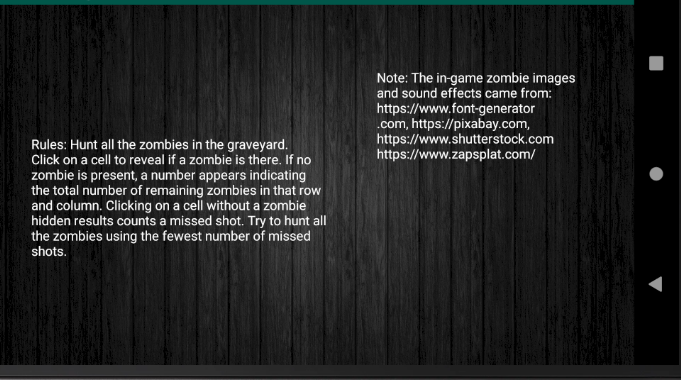 Rules: Hunt all the zombies in the graveyard.
Click on a cell to reveal if a zombie is there. If no
zombie is present, a number appears indicating
the total number of remaining zombies in that row
and column. Clicking on a cell without a zombie
hidden results counts a missed shot. Try to hunt all
the zombies using the fewest number of missed
shots.
Note: The in-game zombie images
and sound effects came from:
https://www.font-generator
.com, https://pixabay.com,
https://www.shutterstock.com
https://www.zapsplat.com/